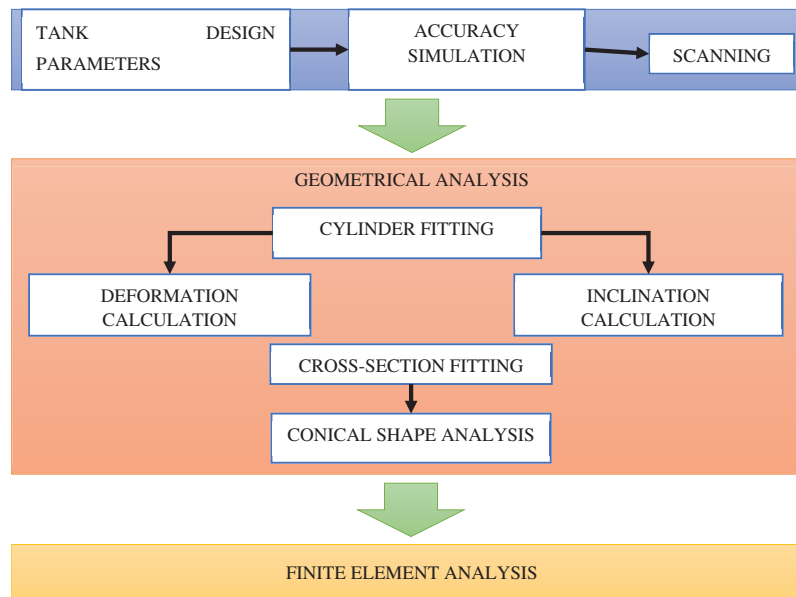 TANK DESIGN
PARAMETERS
ACCURACY
SIMULATION
SCANNING
GEOMETRICAL ANALYSIS
CYLINDER FITTING
DEFORMATION
CALCULATION
INCLINATION
CALCULATION
CROSS-SECTION FITTING
CONICAL SHAPE ANALYSIS
FINITE ELEMENT ANALYSIS